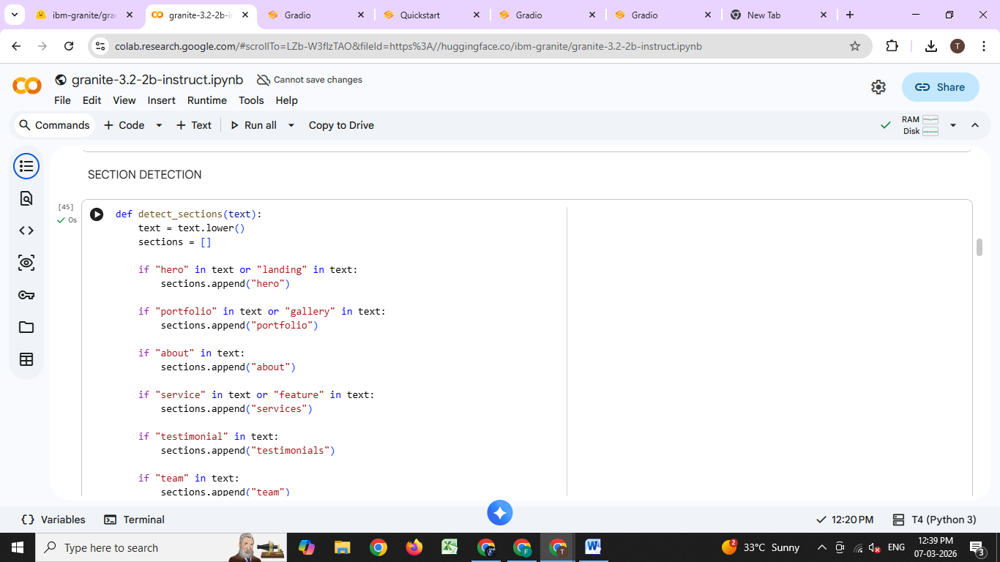 ibm-granite/gra
granite-3.2-2b-i
Gradio
Quickstart
Gradio
Gradio
New Tab
colab.research.google.com/#scrollTo=LZb-W3flzTAO&fileId=https%3A//huggingface.co/ibm-granite/granite-3.2-2b-instruct.ipynb
T
granite-3.2-2b-instruct.ipynb
Cannot save changes
File Edit View Insert Runtime Tools Help
Share
Commands + Code + Text Run all Copy to Drive
RAM
Disk
SECTION DETECTION
[45]
0s
def detect_sections(text):
text = text.lower()
sections = []
if "hero" in text or "landing" in text:
sections.append("hero")
if "portfolio" in text or "gallery" in text:
sections.append("portfolio")
if "about" in text:
sections.append("about")
if "service" in text or "feature" in text:
sections.append("services")
if "testimonial" in text:
sections.append("testimonials")
if "team" in text:
sections.append("team")
{} Variables Terminal
12:20 PM T4 (Python 3)
Type here to search
2
33°C Sunny
ENG
12:39 PM
07-03-2026
3